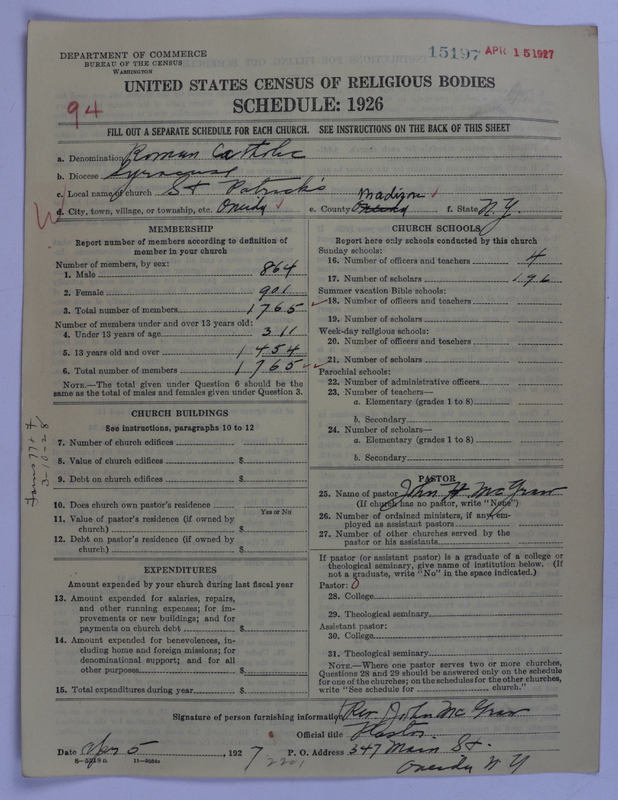 DEPARTMENT OF COMMERCE
BUREAU OF THE CENSUS
WASHINGTON
15197 APR 15 1927
UNITED STATES CENSUS OF RELIGIOUS BODIES
SCHEDULE: 1926
94
FILL OUT A SEPARATE SCHEDULE FOR EACH CHURCH. SEE INSTRUCTIONS ON THE BACK OF THIS SHEET
a. Denomination Roman Catholic
b. Diocese Syracuse
c. Local name of church St Patrick's
d. City, town, village, or township, etc. Oneida e. County Oneida Madison f. State N.Y.
MEMBERSHIP
Report number of members according to definition of member in your church
Number of members, by sex:
1. Male 864
2. Female 901
3. Total number of members 1765
Number of members under and over 13 years old:
4. Under 13 years of age 311
5. 13 years old and over 1454
6. Total number of members 1765
NOTE.—The total given under Question 6 should be the same as the total of males and females given under Question 3.
CHURCH BUILDINGS
See instructions, paragraphs 10 to 12
7. Number of church edifices
8. Value of church edifices $
9. Debt on church edifices $
10. Does church own pastor's residence
Yes or No
11. Value of pastor's residence (if owned by church) $
12. Debt on pastor's residence (if owned by church) $
EXPENDITURES
Amount expended by your church during last fiscal year
13. Amount expended for salaries, repairs, and other running expenses; for improvements or new buildings; and for payments on church debt $
14. Amount expended for benevolences, including home and foreign missions; for denominational support; and for all other purposes $
15. Total expenditures during year $
CHURCH SCHOOLS
Report here only schools conducted by this church
Sunday schools:
16. Number of officers and teachers 4
17. Number of scholars 196
Summer vacation Bible schools:
18. Number of officers and teachers
19. Number of scholars
Week-day religious schools:
20. Number of officers and teachers
21. Number of scholars
Parochial schools:
22. Number of administrative officers
23. Number of teachers—
a. Elementary (grades 1 to 8)
b. Secondary
24. Number of scholars—
a. Elementary (grades 1 to 8)
b. Secondary
PASTOR
25. Name of pastor John H McGraw
(If church has no pastor, write "None")
26. Number of ordained ministers, if any, employed as assistant pastors
27. Number of other churches served by the pastor or his assistants
If pastor (or assistant pastor) is a graduate of a college or theological seminary, give name of institution below. (If not a graduate, write "No" in the space indicated.)
Pastor: 0
28. College
29. Theological seminary
Assistant pastor:
30. College
31. Theological seminary
NOTE.—Where one pastor serves two or more churches, Questions 28 and 29 should be answered only on the schedule for one of the churches; on the schedules for the other churches, write "See schedule for church."
Signature of person furnishing information Rev. John McGraw
Official title Pastor
Date Apr 5, 1927 P. O. Address 347 Main St.
Oneida N Y
3-10-28